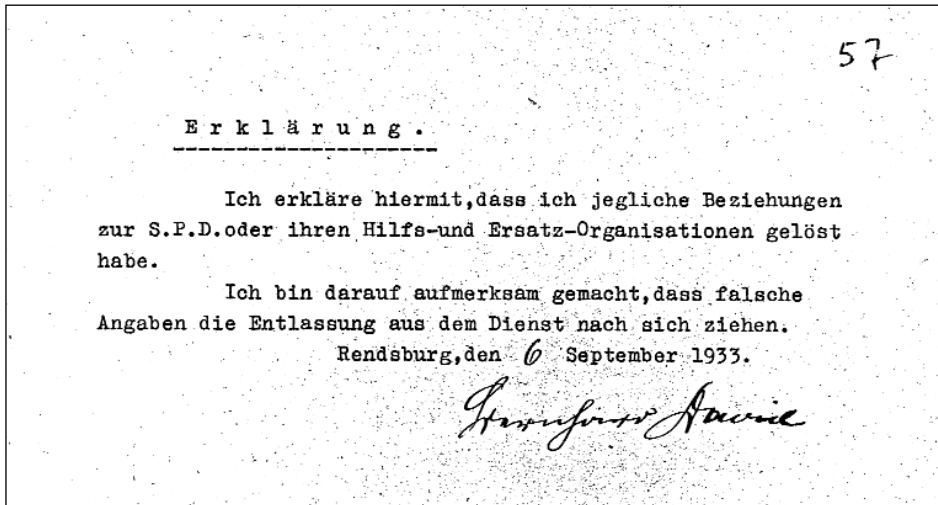 57
Erklärung.
Ich erkläre hiermit,dass ich jegliche Beziehungen
zur S.P.D.oder ihren Hilfs-und Ersatz-Organisationen gelöst
habe.
Ich bin darauf aufmerksam gemacht,dass falsche
Angaben die Entlassung aus dem Dienst nach sich ziehen.
Rendsburg,den 6 September 1933.
Bernhard